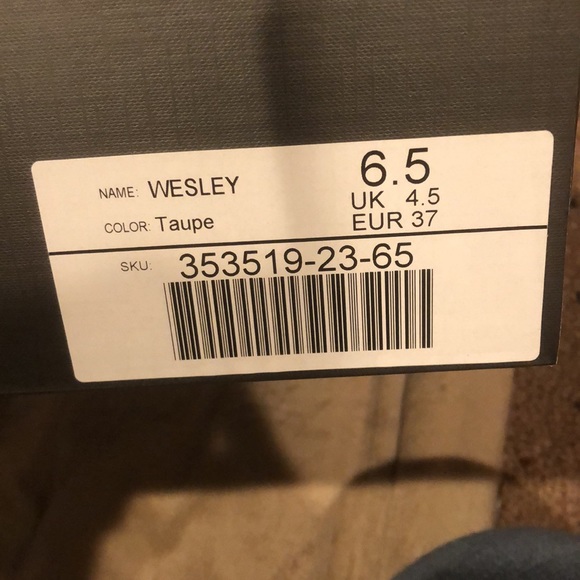 NAME: WESLEY 6.5
UK 4.5
COLOR: Taupe EUR 37
SKU: 353519-23-65